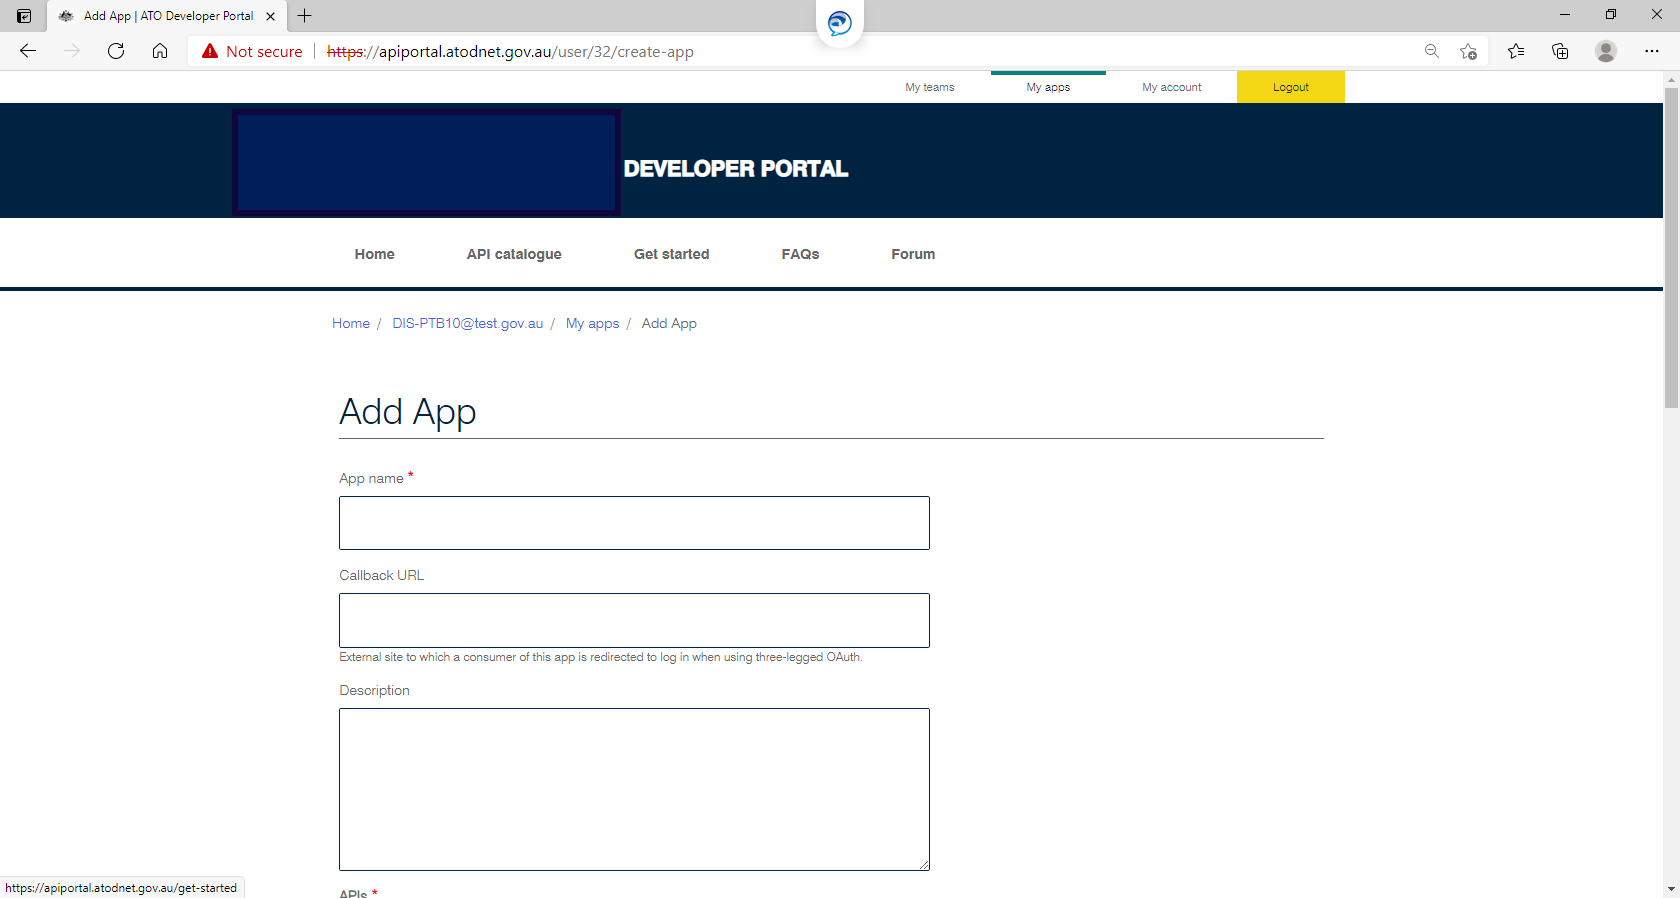 Add App | ATO Developer Portal
Not secure https://apiportal.atodnet.gov.au/user/32/create-app
My teams My apps My account Logout
DEVELOPER PORTAL
Home API catalogue Get started FAQs Forum
Home / DIS-PTB10@test.gov.au / My apps / Add App
Add App
App name *
Callback URL
External site to which a consumer of this app is redirected to log in when using three-legged OAuth.
Description
APIs *
https://apiportal.atodnet.gov.au/get-started